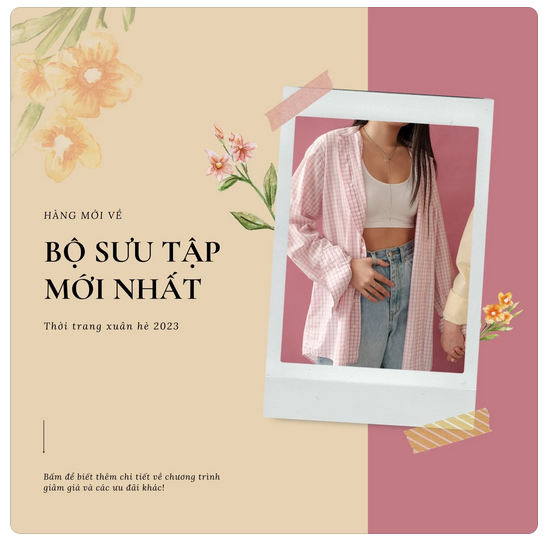 HÀNG MỚI VỀ
BỘ SƯU TẬP
MỚI NHẤT
Thời trang xuân hè 2023
Bấm để biết thêm chi tiết về chương trình
giảm giá và các ưu đãi khác!